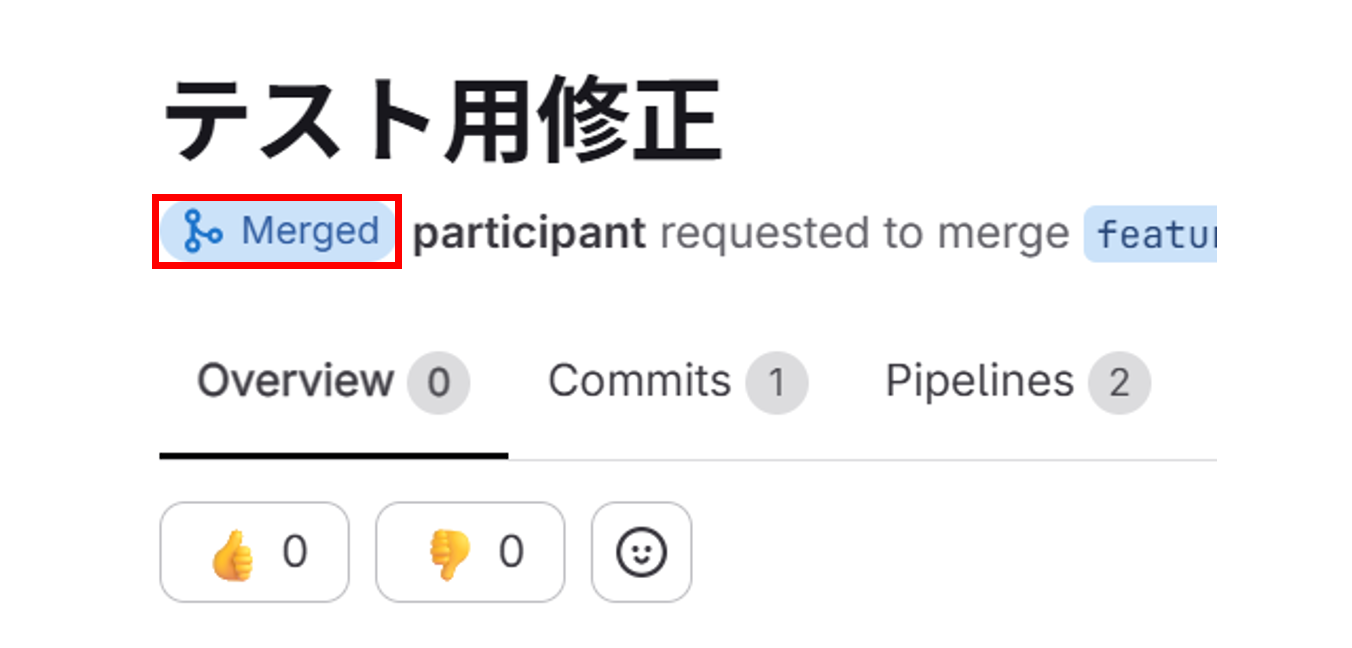 テスト用修正
Merged participant requested to merge featu
Overview 0 Commits 1 Pipelines 2
0 0